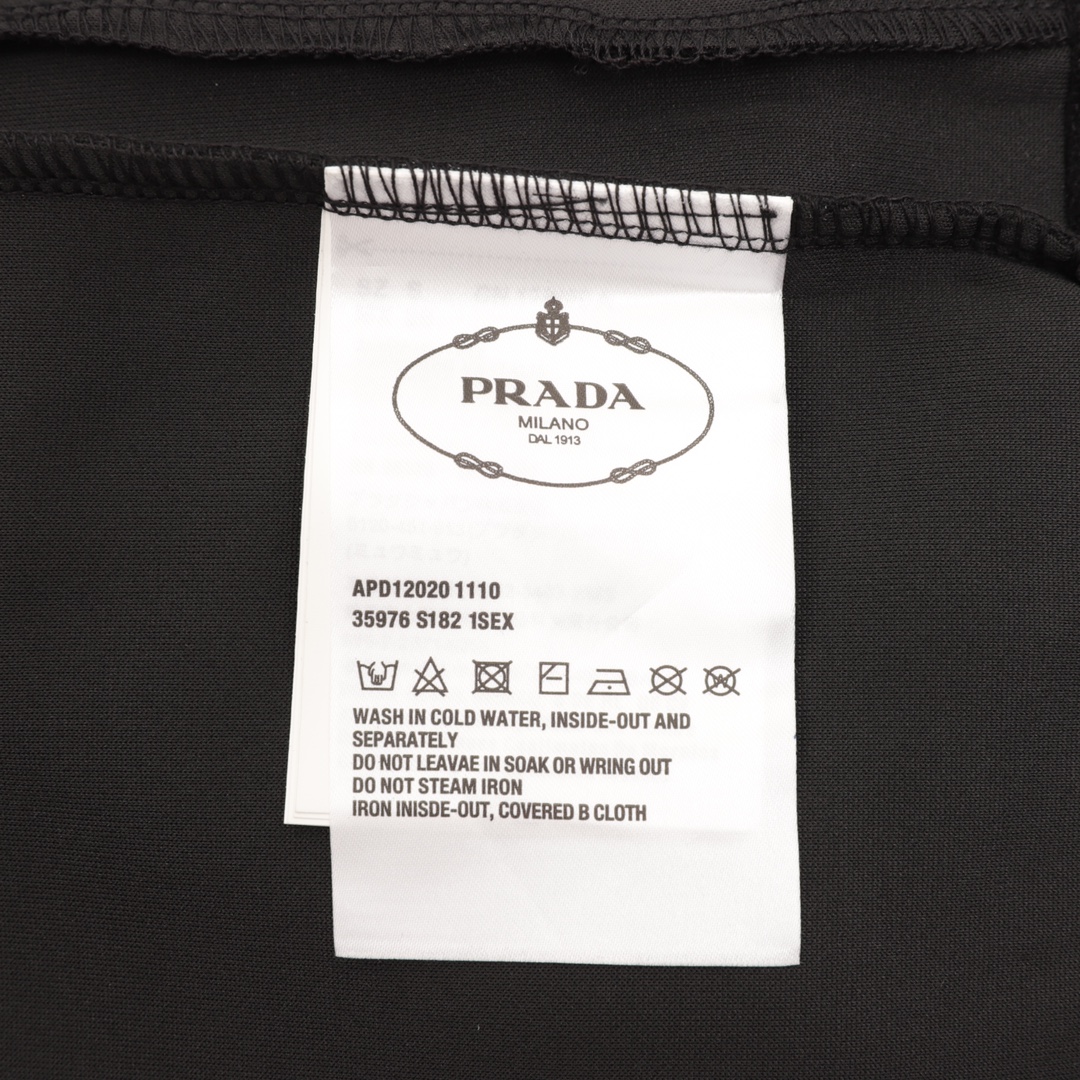 PRADA
MILANO
DAL 1913
APD12020 1110
35976 S182 1SEX
WASH IN COLD WATER, INSIDE-OUT AND
SEPARATELY
DO NOT LEAVAE IN SOAK OR WRING OUT
DO NOT STEAM IRON
IRON INISDE-OUT, COVERED B CLOTH